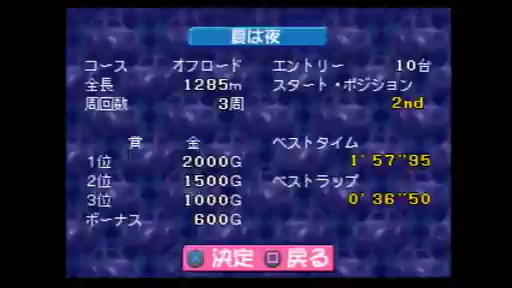 夏は夜
コース オフロード
全長 1285m
周回数 3周
エントリー 10台
スタート・ポジション
2nd
賞 金
1位 2000G
2位 1500G
3位 1000G
ボーナス 600G
ベストタイム
1'57"95
ベストラップ
0'36"50
×決定 □戻る